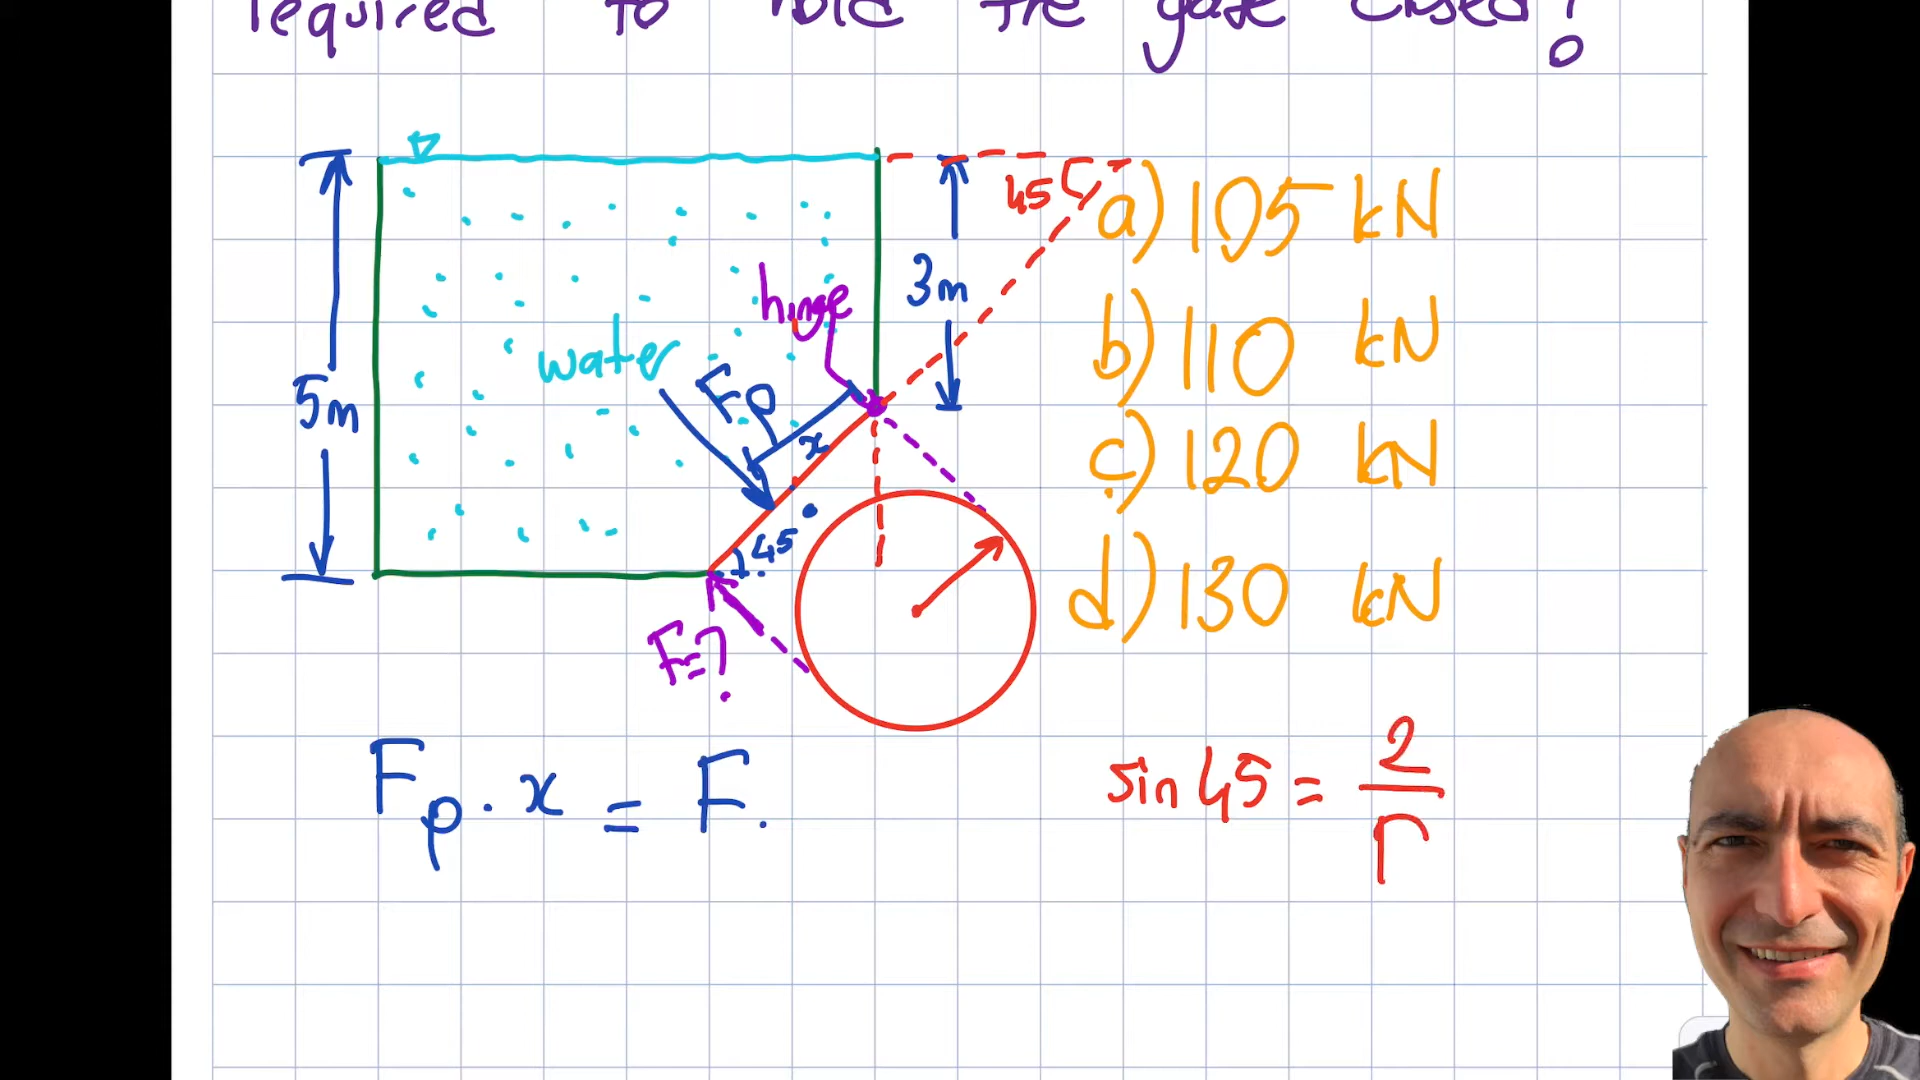 required to hold the gate closed?
45
a) 105 kN
hinge
3m
b) 110 kN
water
Fp
5m
x
c) 120 kN
45°
d) 130 kN
F=?
Fp . x = F.
sin 45 = 2/r